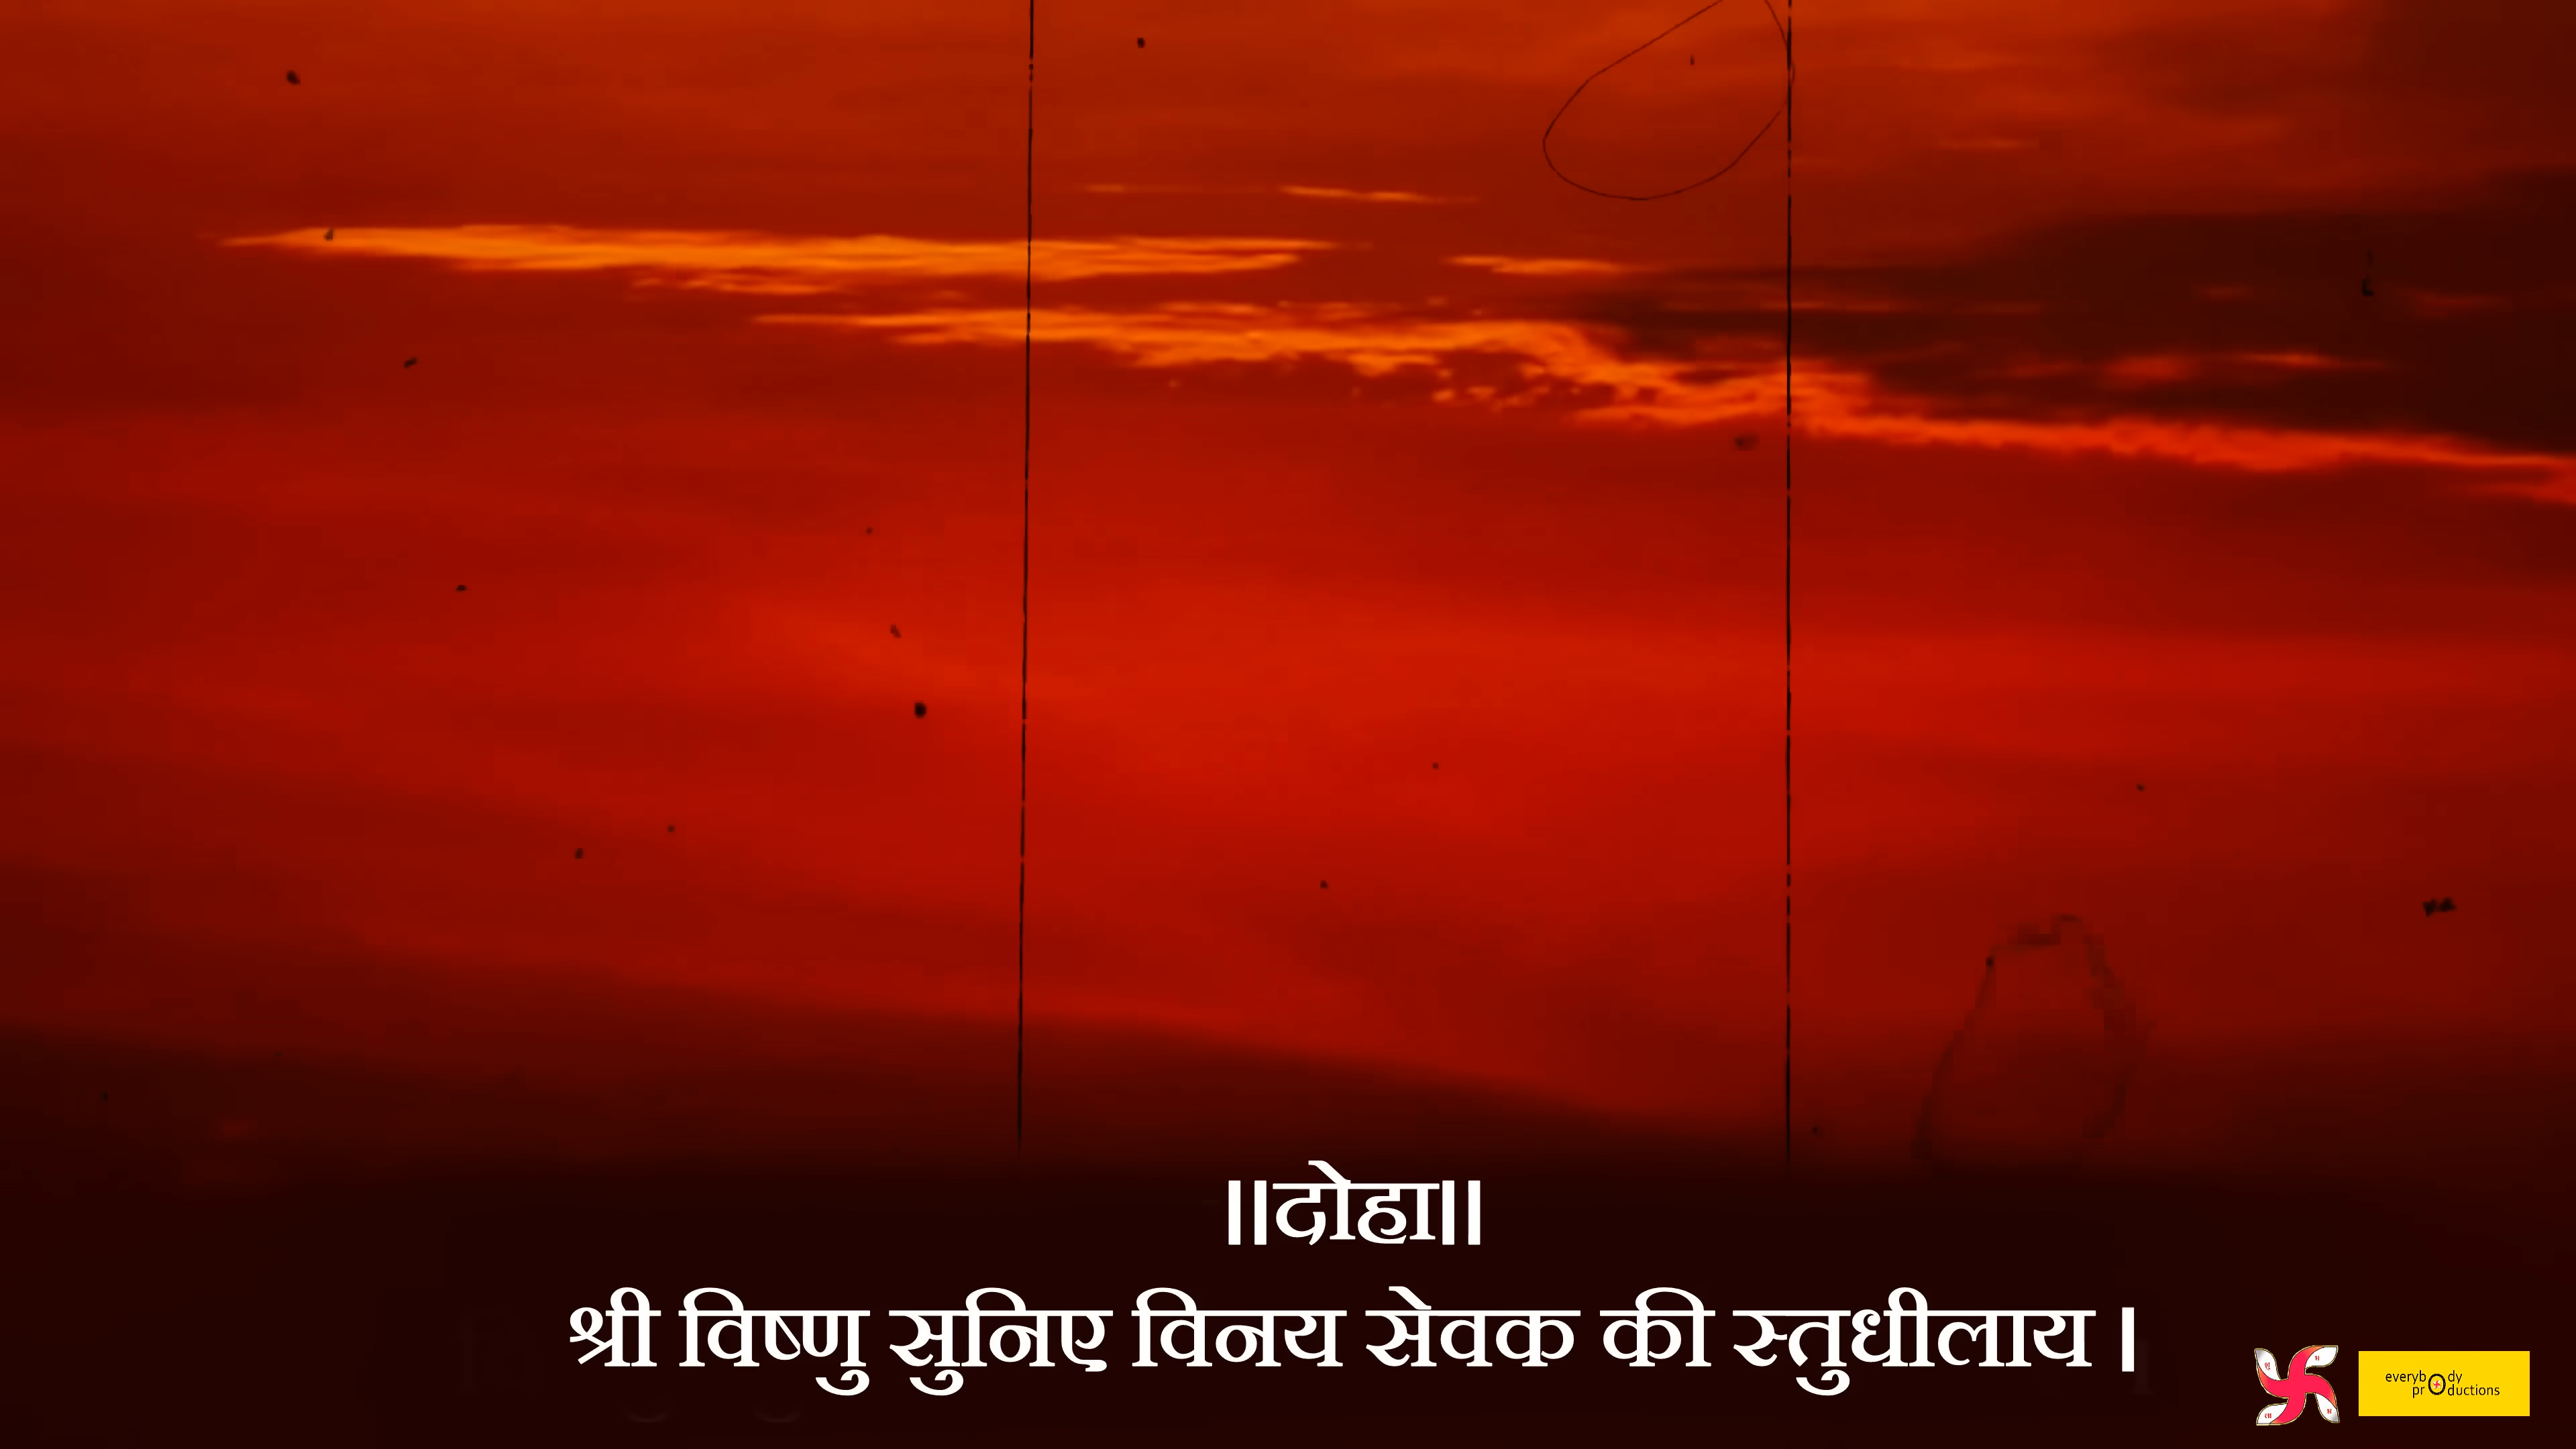 ॥दोहा॥
श्री विष्णु सुनिए विनय सेवक की स्तुधीलाय ।
everybody
productions